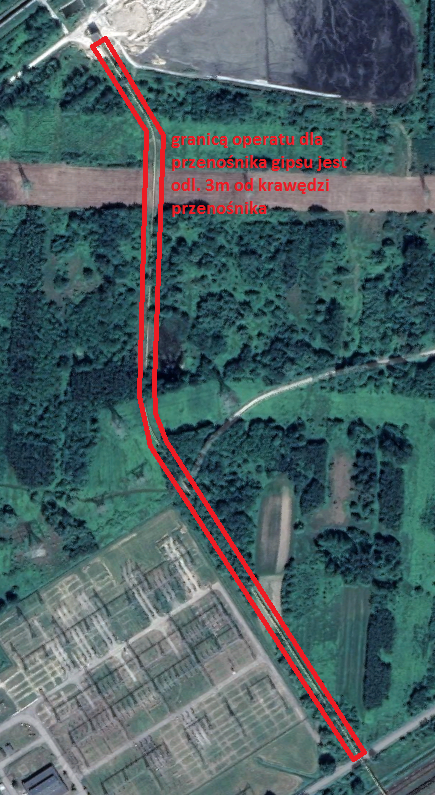 granicą operatu dla
przenośnika gipsu jest
odl. 3m od krawędzi
przenośnika